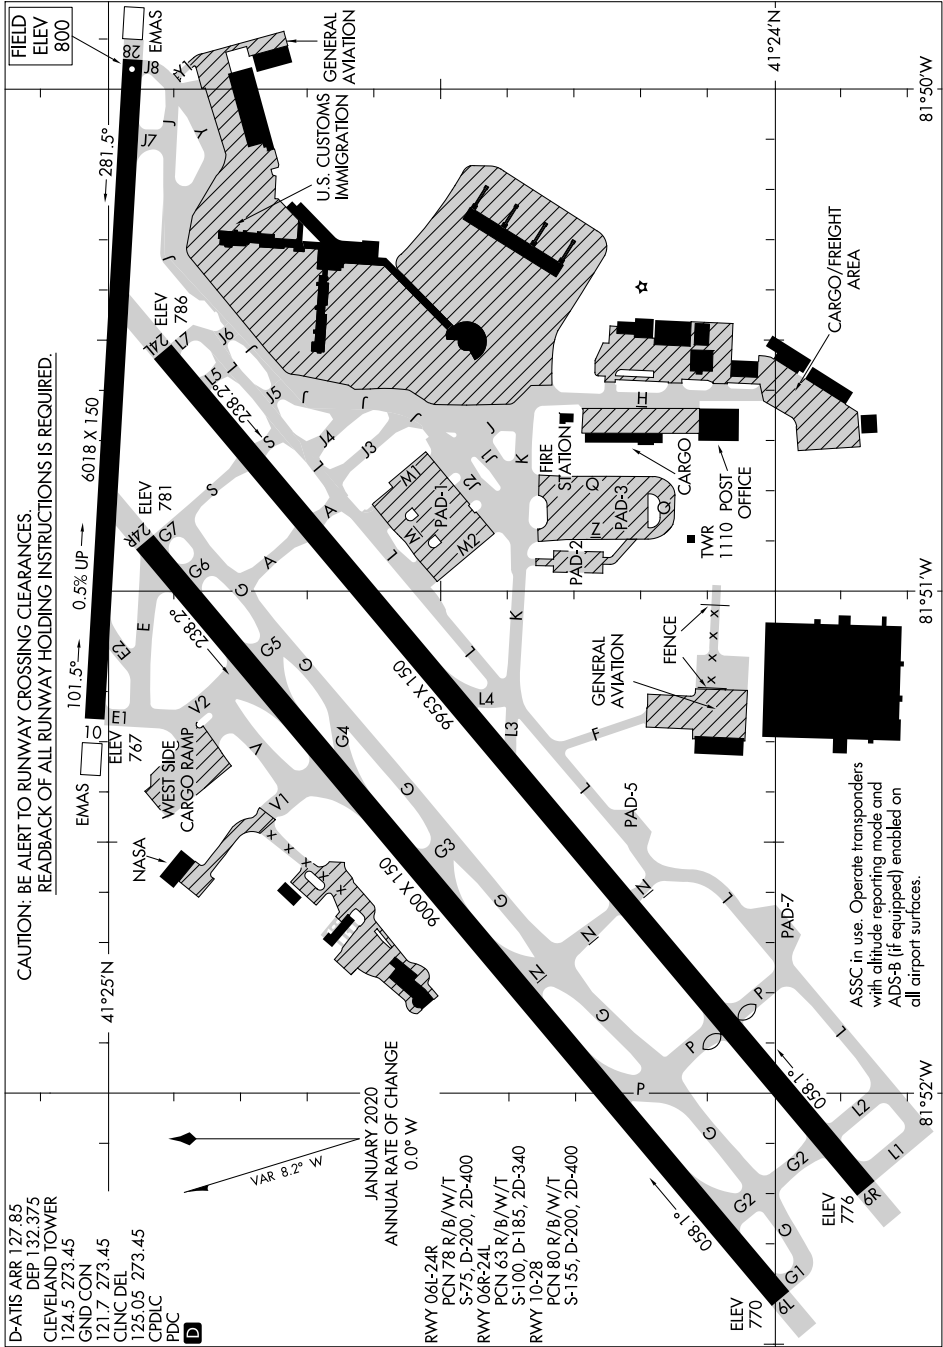 CAUTION: BE ALERT TO RUNWAY CROSSING CLEARANCES.
READBACK OF ALL RUNWAY HOLDING INSTRUCTIONS IS REQUIRED.
D-ATIS ARR 127.85
DEP 132.375
CLEVELAND TOWER
124.5 273.45
GND CON
121.7 273.45
CLNC DEL
125.05 273.45
CPDLC
PDC
D
VAR 8.2° W
JANUARY 2020
ANNUAL RATE OF CHANGE
0.0° W
RWY 06L-24R
PCN 78 R/B/W/T
S-75, D-200, 2D-400
RWY 06R-24L
PCN 63 R/B/W/T
S-100, D-185, 2D-340
RWY 10-28
PCN 80 R/B/W/T
S-155, D-200, 2D-400
FIELD
ELEV
800
EMAS
28
J8
Y1
GENERAL
AVIATION
J7
J
Y
281.5°
U.S. CUSTOMS
IMMIGRATION
J
6018 X 150
0.5% UP
101.5°
10
E1
E2
E
ELEV
767
EMAS
ELEV
786
24L
L7
J6
J
L
L5
J5
J
238.2°
S
J4
J
J3
L
J
J
J1
J2
K
ELEV
781
24R
G7
S
G6
A
A
G
238.2°
G5
G
G4
G
G3
G
9000 X 150
9953 X 150
L
W1
PAD-1
M
M2
L
K
L4
L3
F
L
PAD-5
N
N
N
L
PAD-7
G
P
P
P
L
G
G2
G2
G
L2
L1
058.1°
058.1°
G1
6L
6R
ELEV
770
ELEV
776
WEST SIDE
CARGO RAMP
V2
V
V1
NASA
x x x x
FIRE
STATION
H
CARGO
POST
OFFICE
TWR
1110
Q
PAD-3
Q
Z
PAD-2
CARGO/FREIGHT
AREA
GENERAL
AVIATION
FENCE
x x x x
ASSC in use. Operate transponders
with altitude reporting mode and
ADS-B (if equipped) enabled on
all airport surfaces.
41°25'N
41°24'N
81°50'W
81°51'W
81°52'W